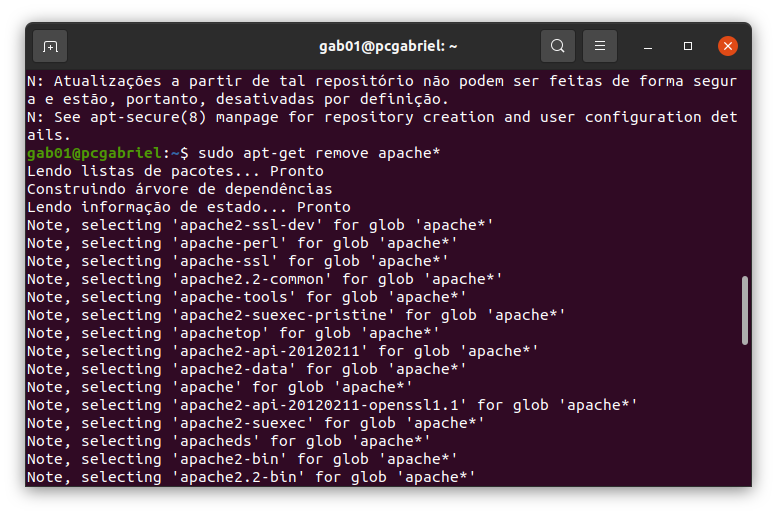 gab01@pcgabriel: ~
N: Atualizações a partir de tal repositório não podem ser feitas de forma segur
a e estão, portanto, desativadas por definição.
N: See apt-secure(8) manpage for repository creation and user configuration det
ails.
gab01@pcgabriel:~$ sudo apt-get remove apache*
Lendo listas de pacotes... Pronto
Construindo árvore de dependências
Lendo informação de estado... Pronto
Note, selecting 'apache2-ssl-dev' for glob 'apache*'
Note, selecting 'apache-perl' for glob 'apache*'
Note, selecting 'apache-ssl' for glob 'apache*'
Note, selecting 'apache2.2-common' for glob 'apache*'
Note, selecting 'apache-tools' for glob 'apache*'
Note, selecting 'apache2-suexec-pristine' for glob 'apache*'
Note, selecting 'apachetop' for glob 'apache*'
Note, selecting 'apache2-api-20120211' for glob 'apache*'
Note, selecting 'apache2-data' for glob 'apache*'
Note, selecting 'apache' for glob 'apache*'
Note, selecting 'apache2-api-20120211-openssl1.1' for glob 'apache*'
Note, selecting 'apache2-suexec' for glob 'apache*'
Note, selecting 'apacheds' for glob 'apache*'
Note, selecting 'apache2-bin' for glob 'apache*'
Note, selecting 'apache2.2-bin' for glob 'apache*'